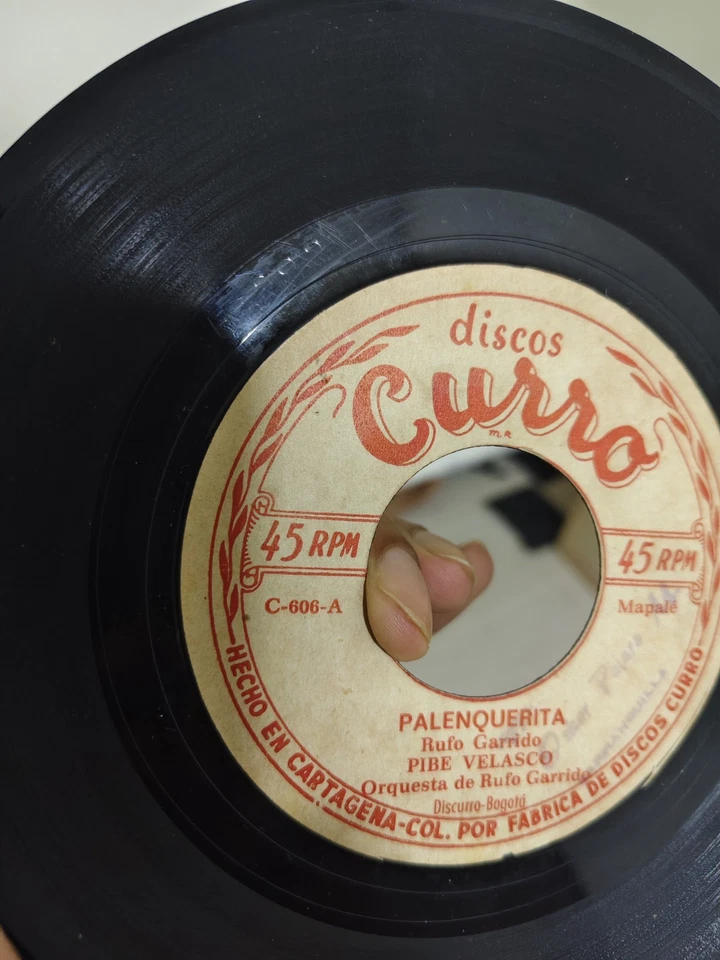 discos
Curro
M.R
45 RPM
45 RPM
C-606-A
Mapalé
PALENQUERITA
Rufo Garrido
PIBE VELASCO
Orquesta de Rufo Garrido
Discurro-Bogotá
HECHO EN CARTAGENA-COL. POR FABRICA DE DISCOS CURRO